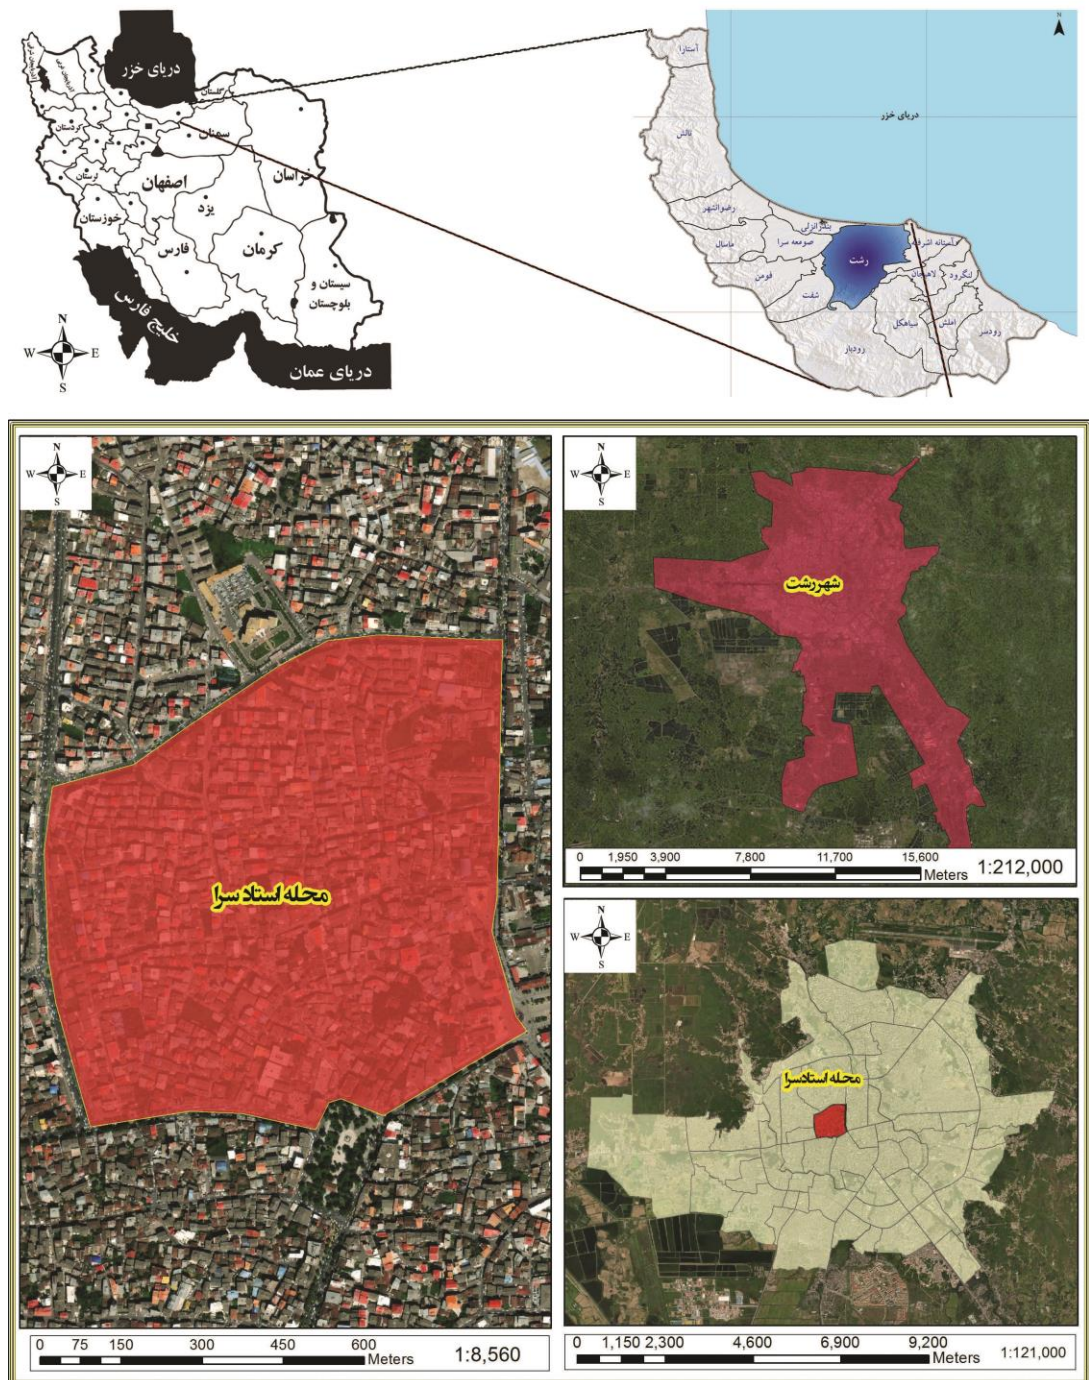 دریای خزر
آذربایجان شرقی
آذربایجان غربی
گلستان
کردستان
سمنان
لرستان
اصفهان
خراسان
یزد
خوزستان
فارس
کرمان
سیستان و
بلوچستان
خلیج فارس
دریای عمان
N
W E
S
N
آستارا
دریای خزر
تالش
رضوانشهر
بندرانزلی
صومعه سرا
ماسال
رشت
آستانه اشرفیه
لاهیجان
لنگرود
فومن
شفت
سیاهکل
املش
رودسر
رودبار
N
W E
S
محله استاد سرا
0 75 150 300 450 600
Meters
1:8,560
N
W E
S
شهر رشت
0 1,950 3,900 7,800 11,700 15,600
Meters
1:212,000
N
W E
S
محله استادسرا
0 1,150 2,300 4,600 6,900 9,200
Meters
1:121,000